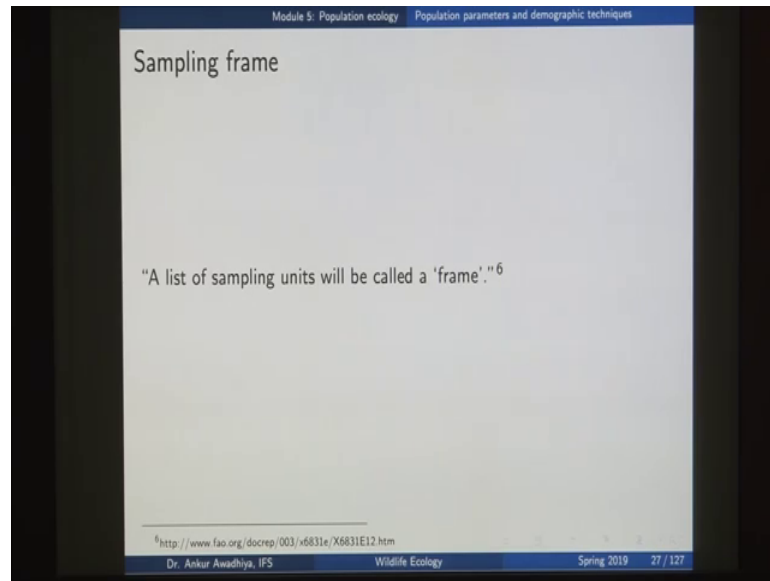 Module 5: Population ecology Population parameters and demographic techniques
Sampling frame
“A list of sampling units will be called a ‘frame’.”6
6http://www.fao.org/docrep/003/x6831e/X6831E12.htm
Dr. Ankur Awadhiya, IFS Wildlife Ecology Spring 2019 27 / 127